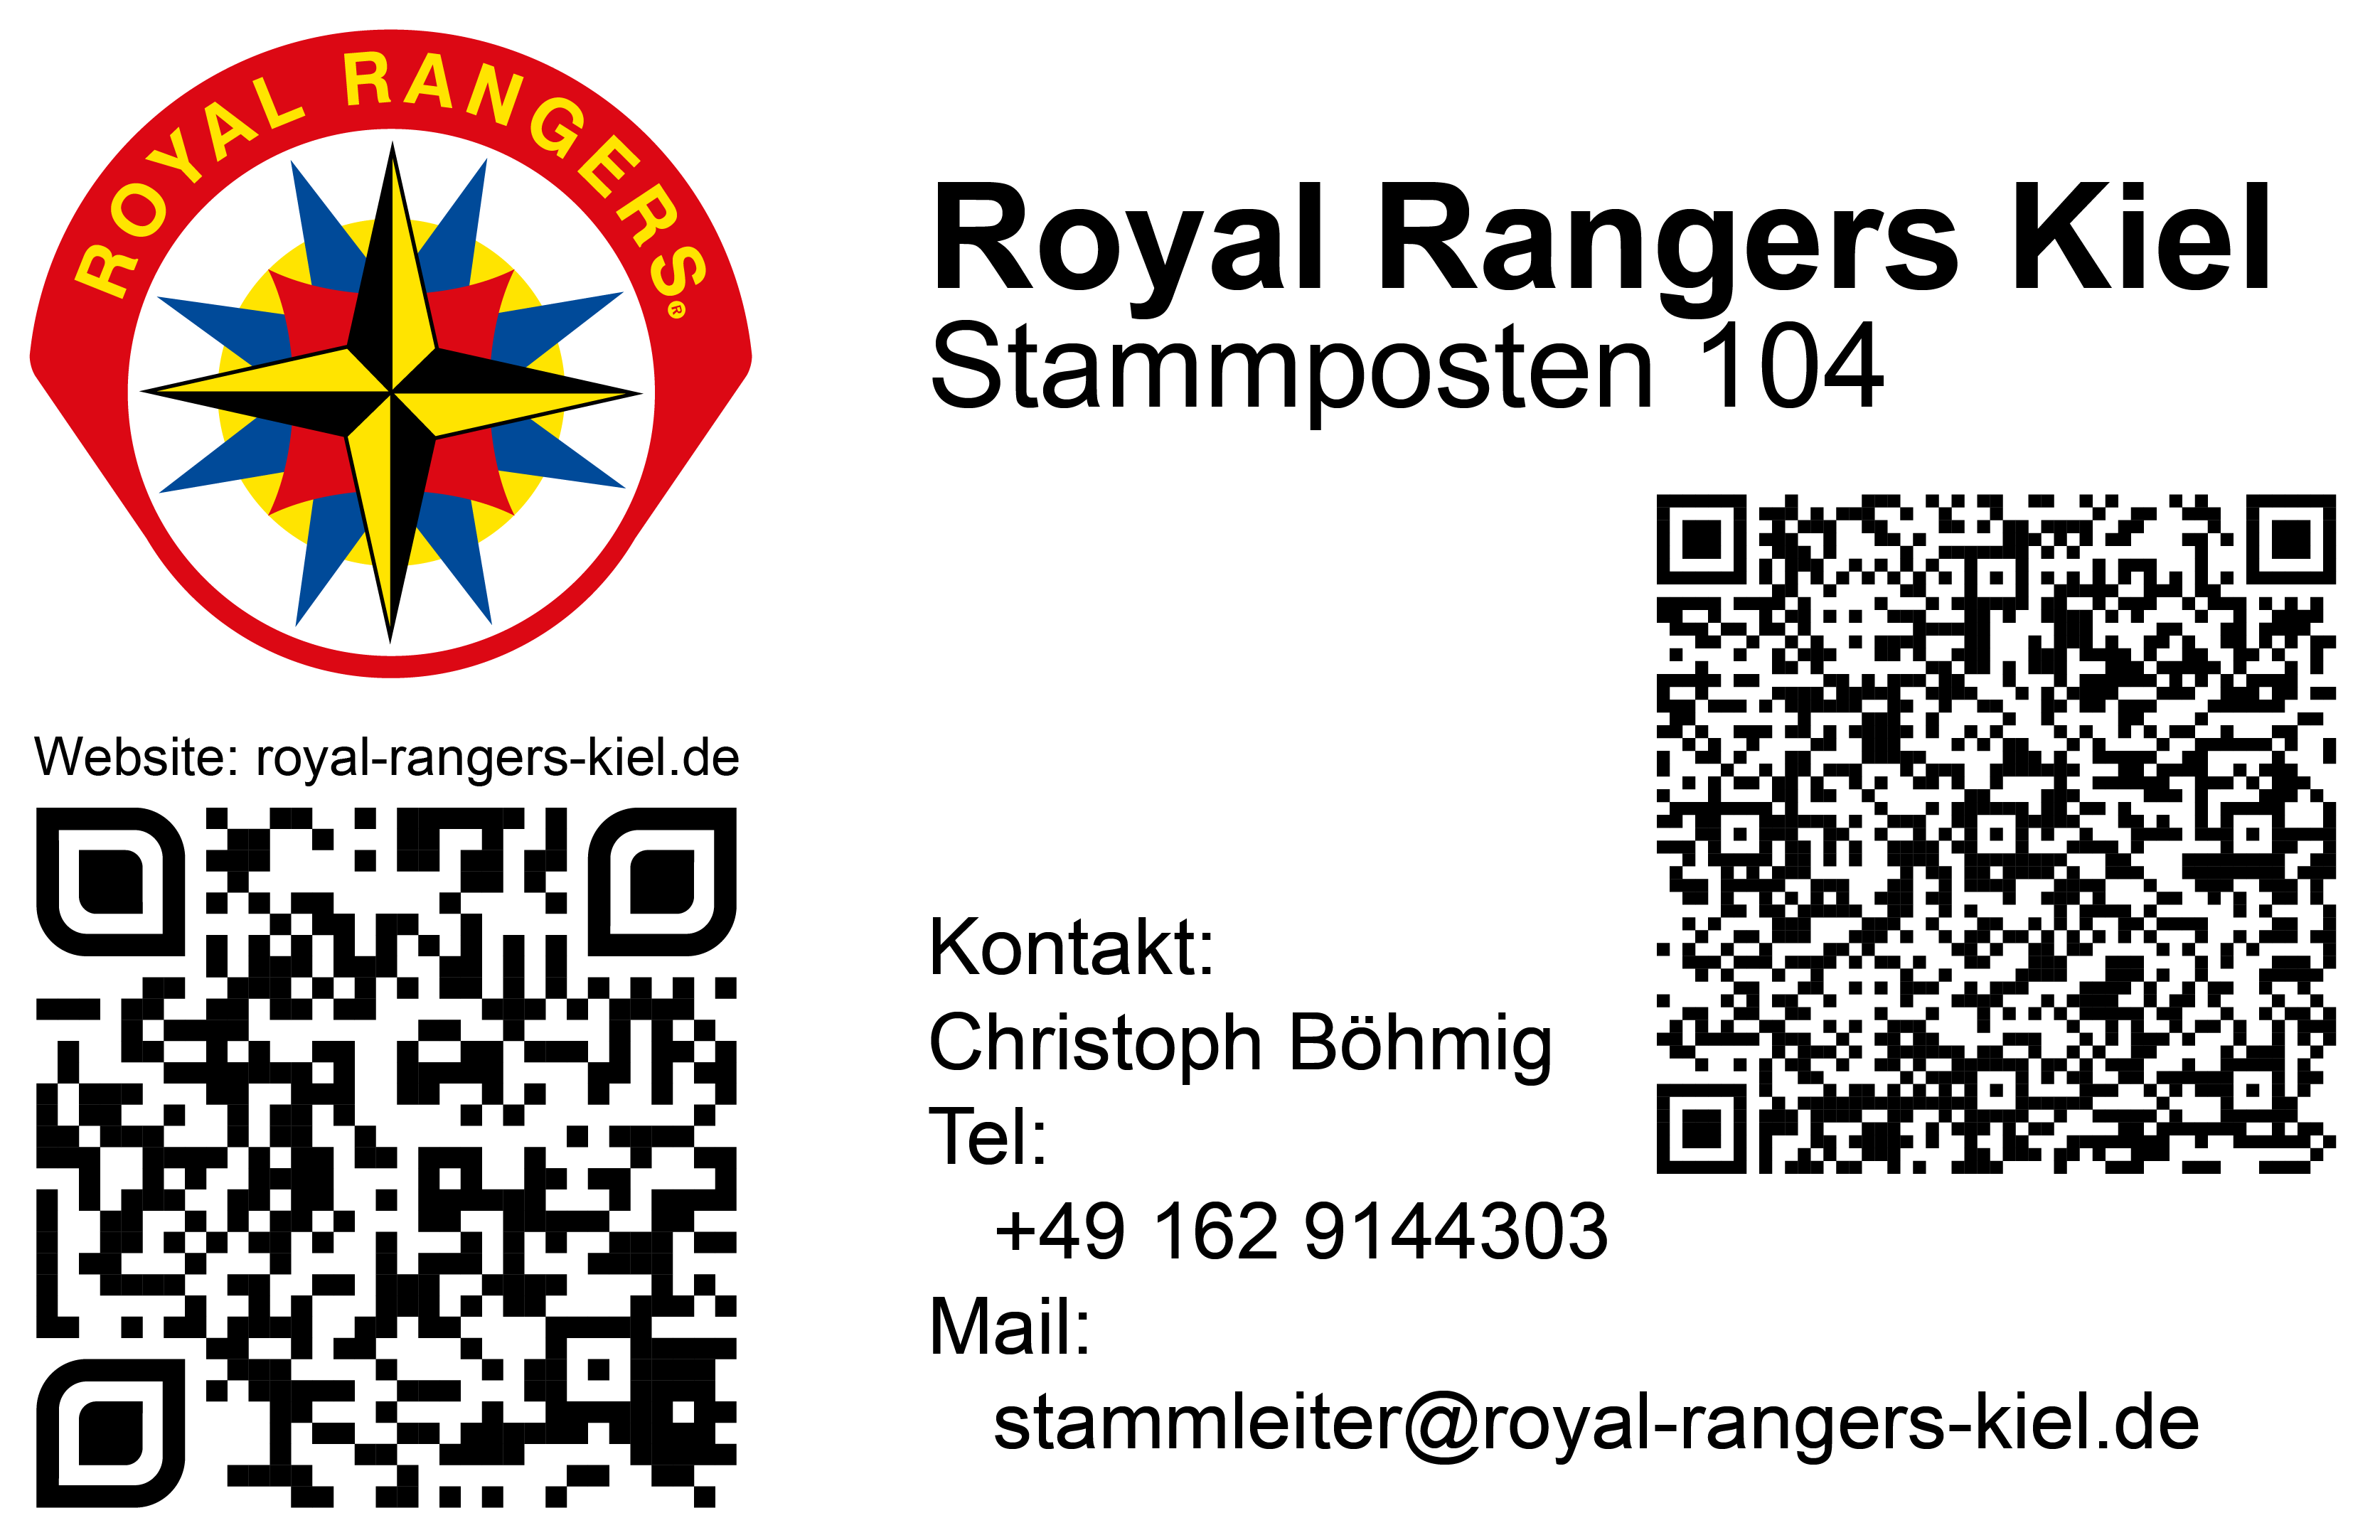 ROYAL RANGERS®
Royal Rangers Kiel
Stammposten 104
Website: royal-rangers-kiel.de
Kontakt:
Christoph Böhmig
Tel:
+49 162 9144303
Mail:
stammleiter@royal-rangers-kiel.de